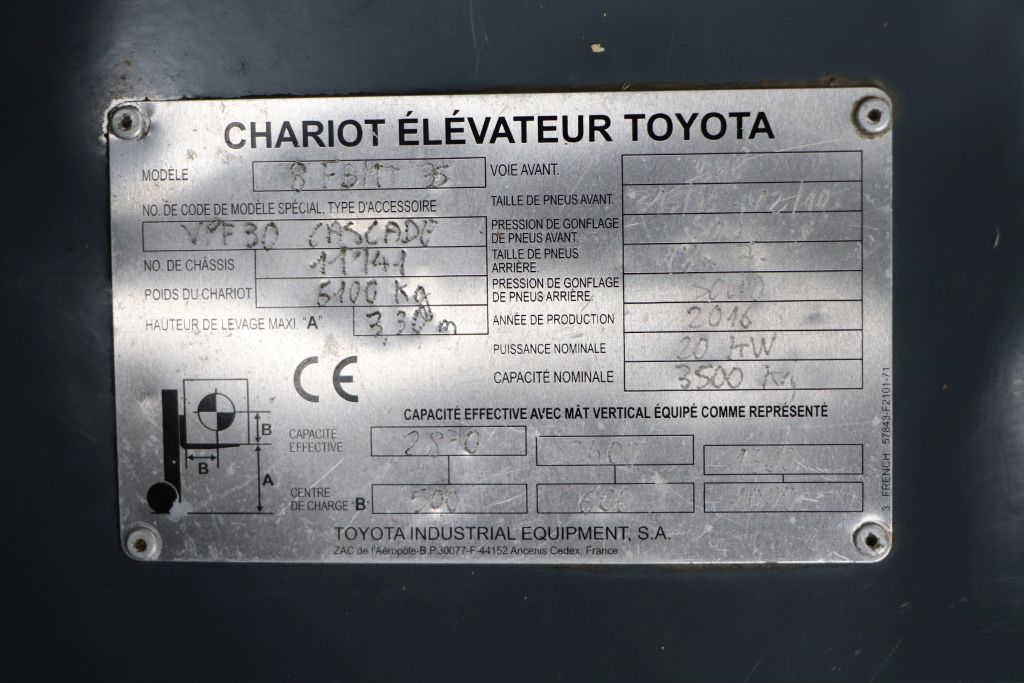 CHARIOT ÉLÉVATEUR TOYOTA
MODÈLE 35
NO. DE CODE DE MODÈLE SPÉCIAL, TYPE D'ACCESSOIRE
VPF30 CASCADE
NO. DE CHÂSSIS
POIDS DU CHARIOT 5100 Kg
HAUTEUR DE LEVAGE MAXI. "A" 3,30 m
VOIE AVANT.
TAILLE DE PNEUS AVANT.
PRESSION DE GONFLAGE
DE PNEUS AVANT.
TAILLE DE PNEUS
ARRIÈRE.
PRESSION DE GONFLAGE
DE PNEUS ARRIÈRE.
ANNÉE DE PRODUCTION 2016
PUISSANCE NOMINALE 20 KW
CAPACITÉ NOMINALE 3500 Kg
CE
CAPACITÉ EFFECTIVE AVEC MÂT VERTICAL ÉQUIPÉ COMME REPRÉSENTÉ
B
B
A
CAPACITÉ
EFFECTIVE 2870
CENTRE
DE CHARGE "B" 500 600
TOYOTA INDUSTRIAL EQUIPMENT, S.A.
ZAC de l'Aéropôle-B.P.30077-F-44152 Ancenis Cedex, France
3 FRENCH 57843-F2101-71